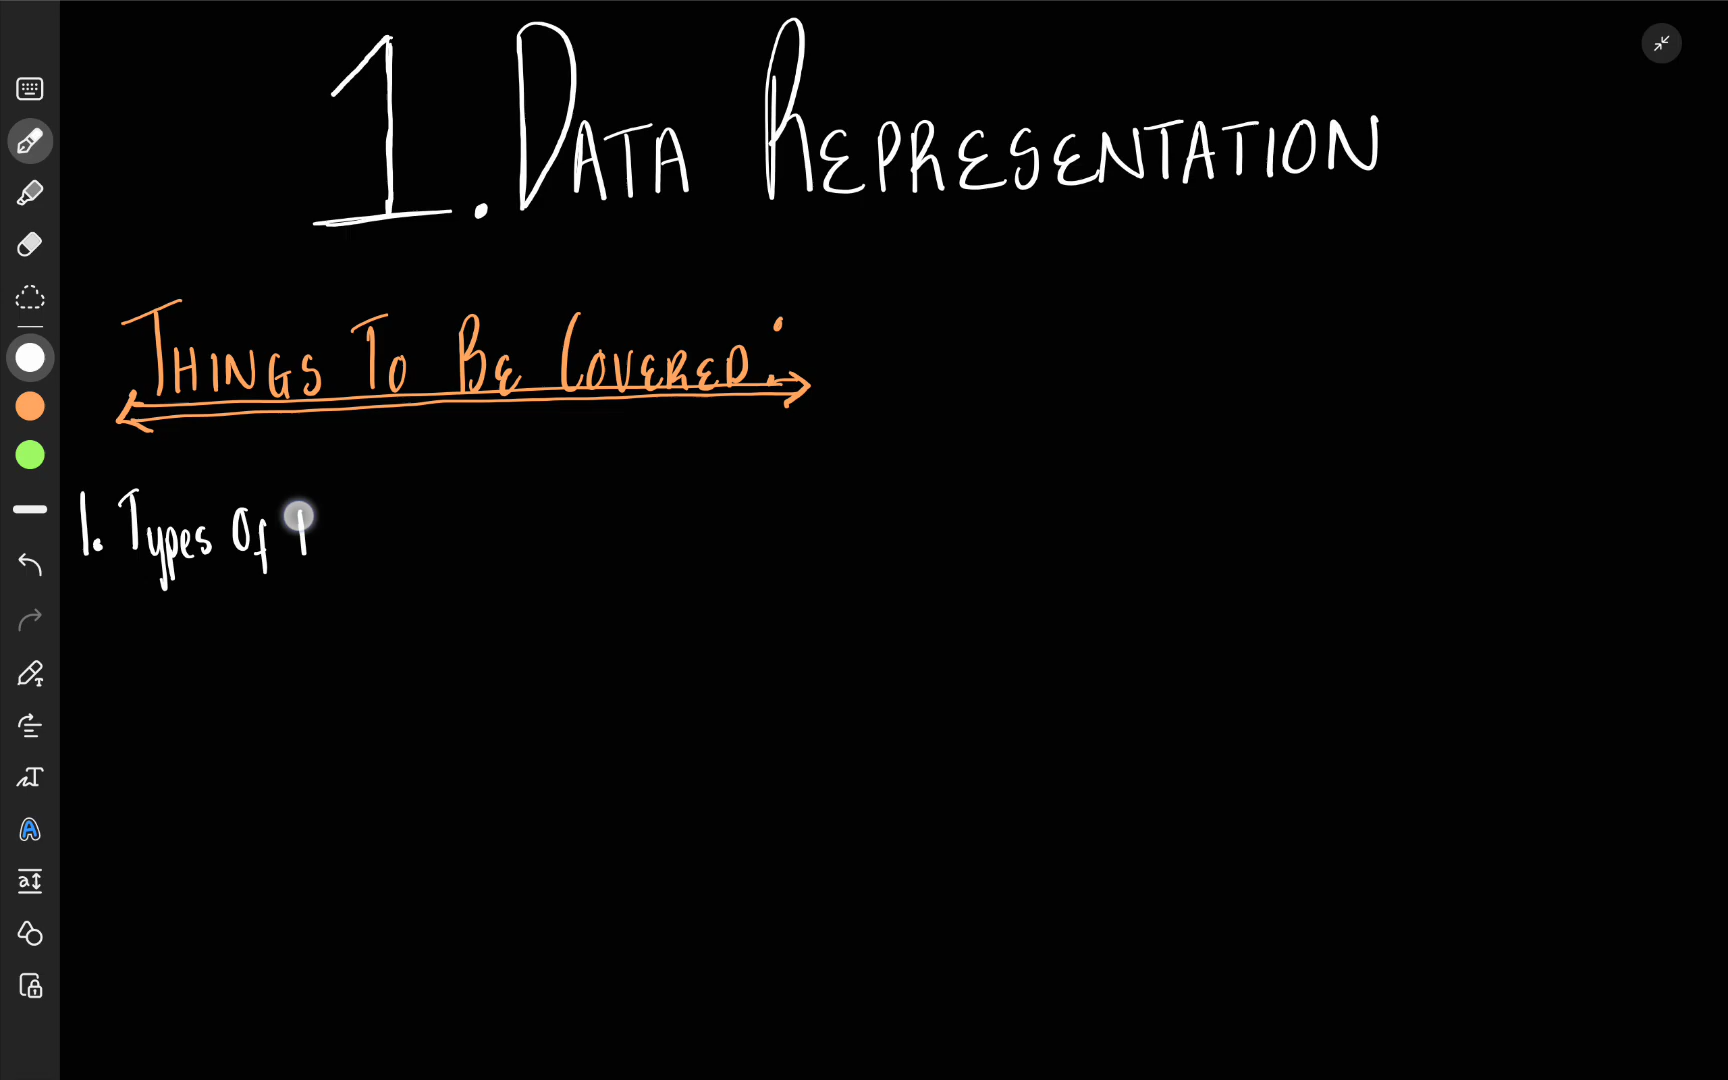 1. DATA REPRESENTATION
THINGS TO BE COVERED:
1. Types Of